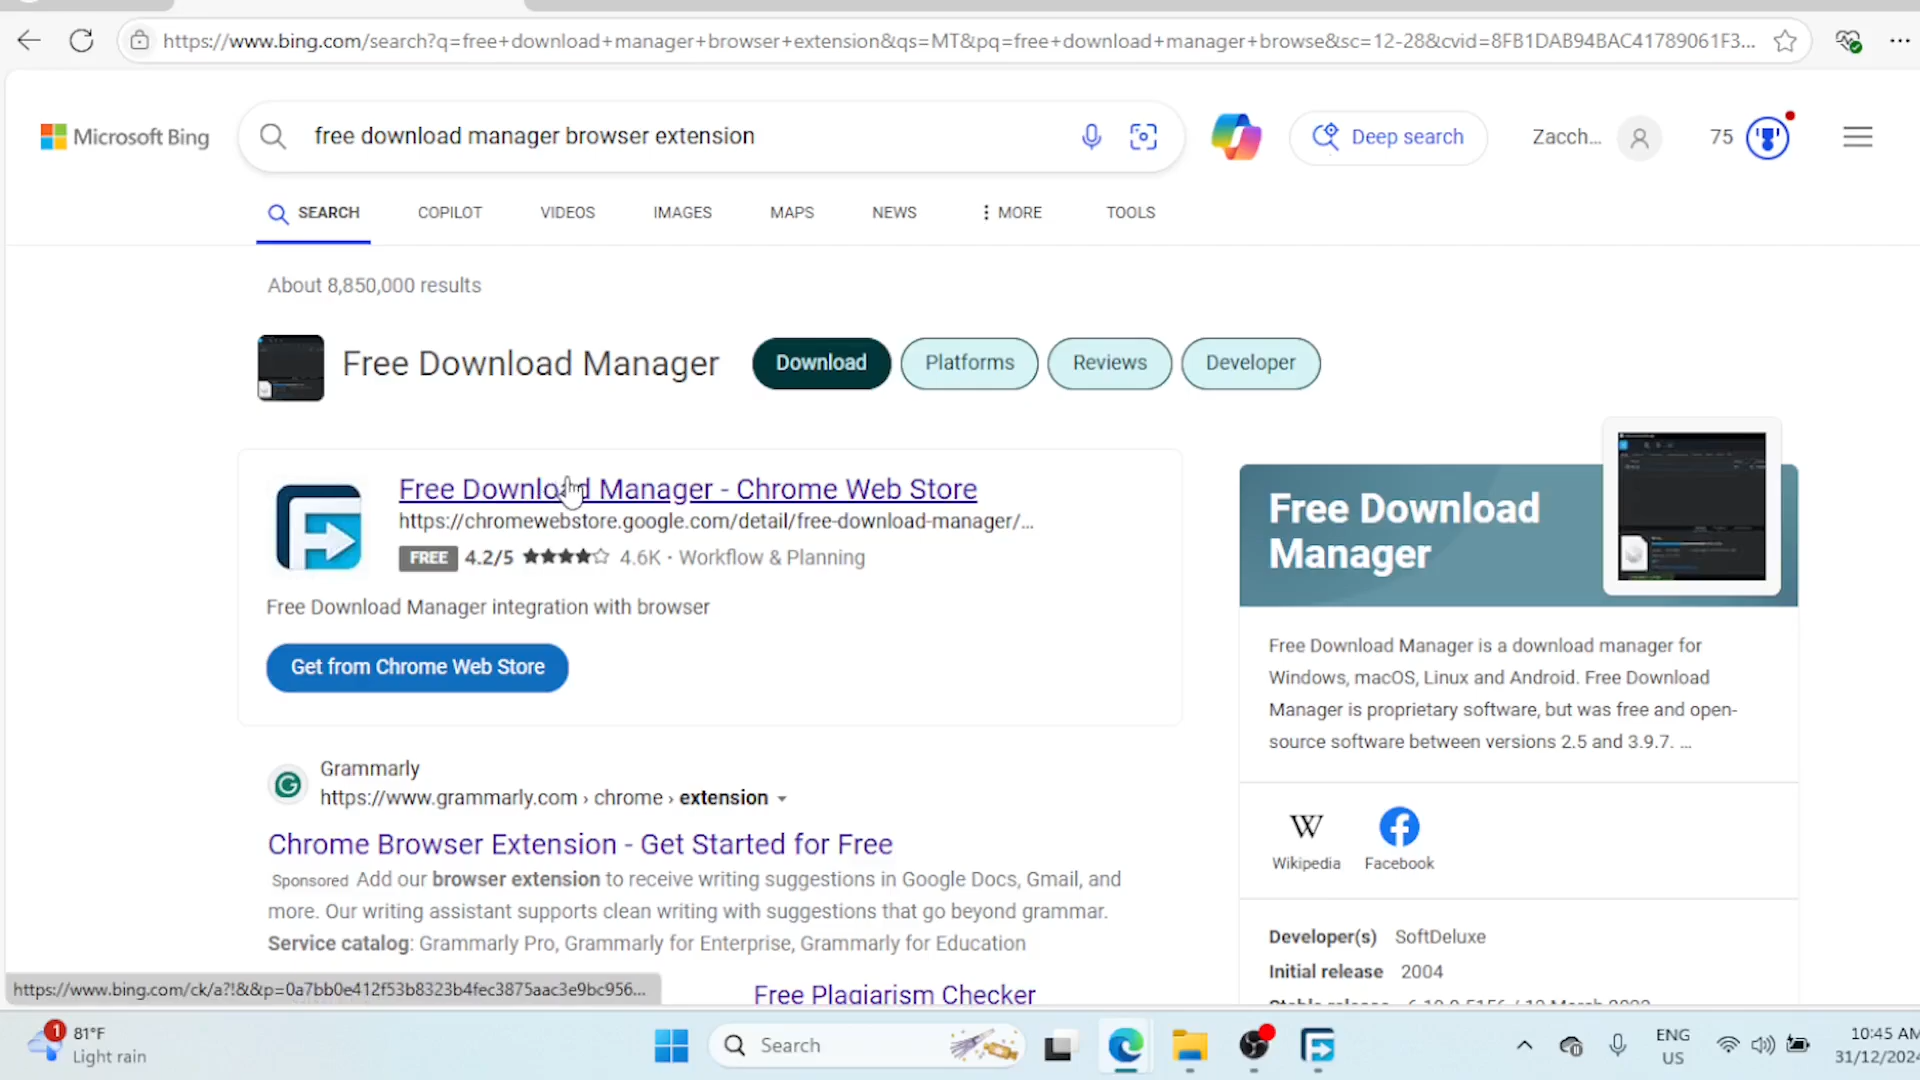 https://www.bing.com/search?q=free+download+manager+browser+extension&qs=MT&pq=free+download+manager+browse&sc=12-28&cvid=8FB1DAB94BAC41789061F3...
Microsoft Bing
free download manager browser extension
Deep search
Zacch...
75
SEARCH
COPILOT
VIDEOS
IMAGES
MAPS
NEWS
MORE
TOOLS
About 8,850,000 results
Free Download Manager
Download
Platforms
Reviews
Developer
Free Download Manager - Chrome Web Store
https://chromewebstore.google.com/detail/free-download-manager/...
FREE 4.2/5 4.6K · Workflow & Planning
Free Download Manager integration with browser
Get from Chrome Web Store
Grammarly
https://www.grammarly.com › chrome › extension
Chrome Browser Extension - Get Started for Free
Sponsored Add our browser extension to receive writing suggestions in Google Docs, Gmail, and
more. Our writing assistant supports clean writing with suggestions that go beyond grammar.
Service catalog: Grammarly Pro, Grammarly for Enterprise, Grammarly for Education
Free Plagiarism Checker
Free Download
Manager
Free Download Manager is a download manager for
Windows, macOS, Linux and Android. Free Download
Manager is proprietary software, but was free and open-
source software between versions 2.5 and 3.9.7. ...
W
Wikipedia
Facebook
Developer(s) SoftDeluxe
Initial release 2004
https://www.bing.com/ck/a?!&&p=0a7bb0e412f53b8323b4fec3875aac3e9bc956...
1
81°F
Light rain
Search
ENG
US
10:45 AM
31/12/2024